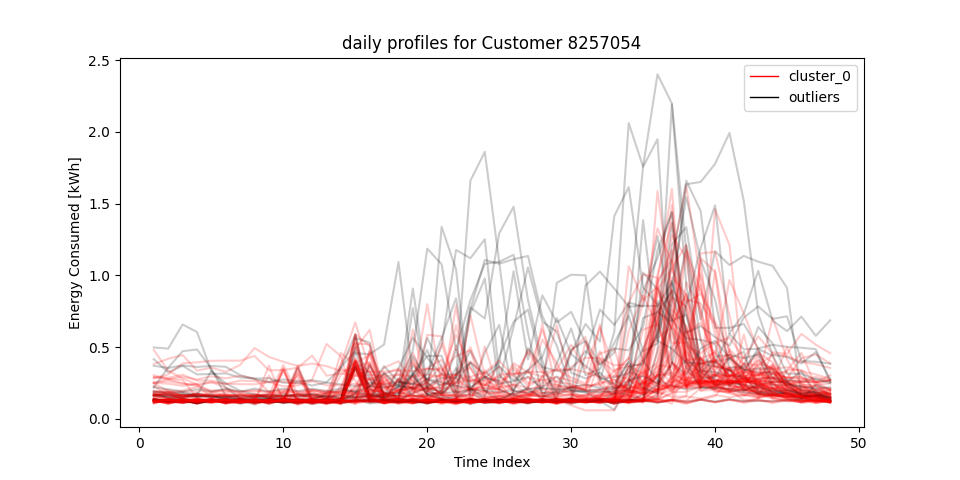 daily profiles for Customer 8257054
cluster_0
outliers
Energy Consumed [kWh]
2.5
2.0
1.5
1.0
0.5
0.0
0
10
20
30
40
50
Time Index